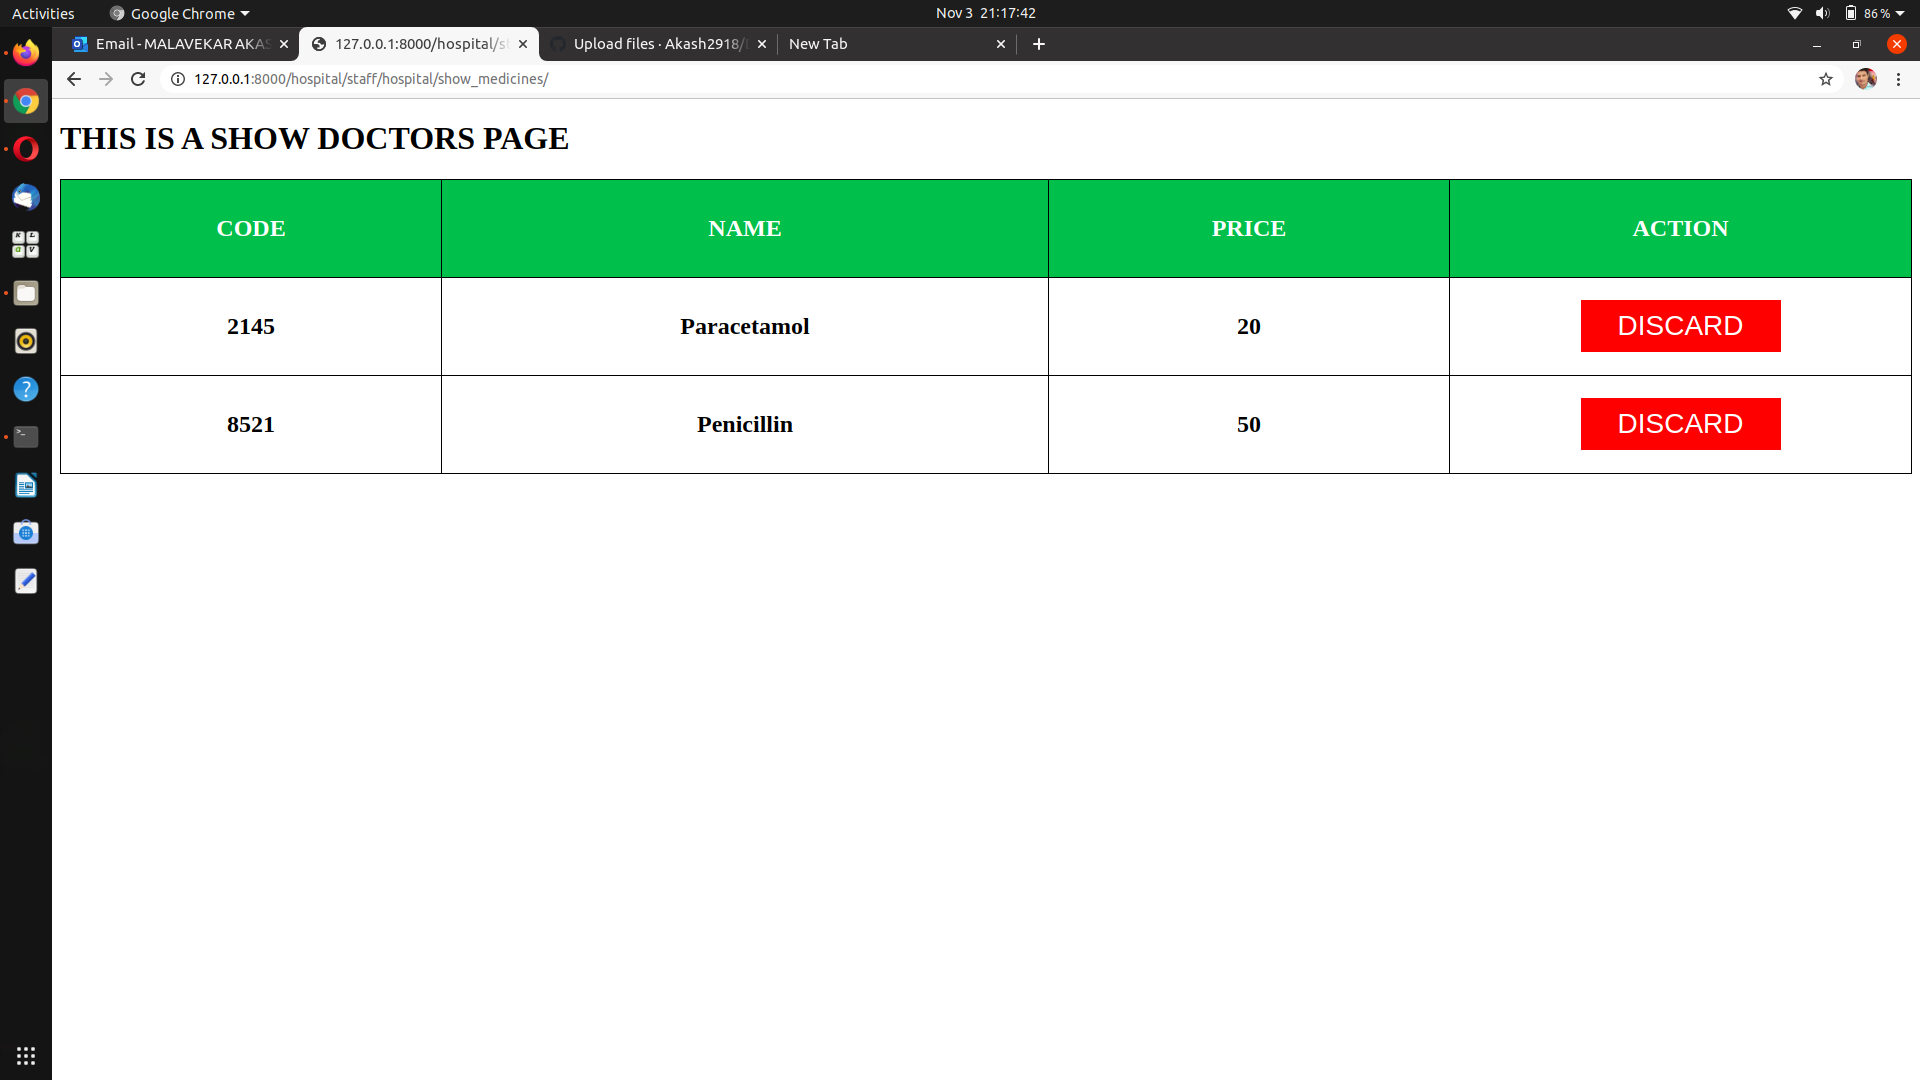 Activities
Google Chrome
Nov 3 21:17:42
86%
Email - MALAVEKAR AKAS
127.0.0.1:8000/hospital/st
Upload files · Akash2918/
New Tab
127.0.0.1:8000/hospital/staff/hospital/show_medicines/
THIS IS A SHOW DOCTORS PAGE
CODE NAME PRICE ACTION
2145 Paracetamol 20 DISCARD
8521 Penicillin 50 DISCARD